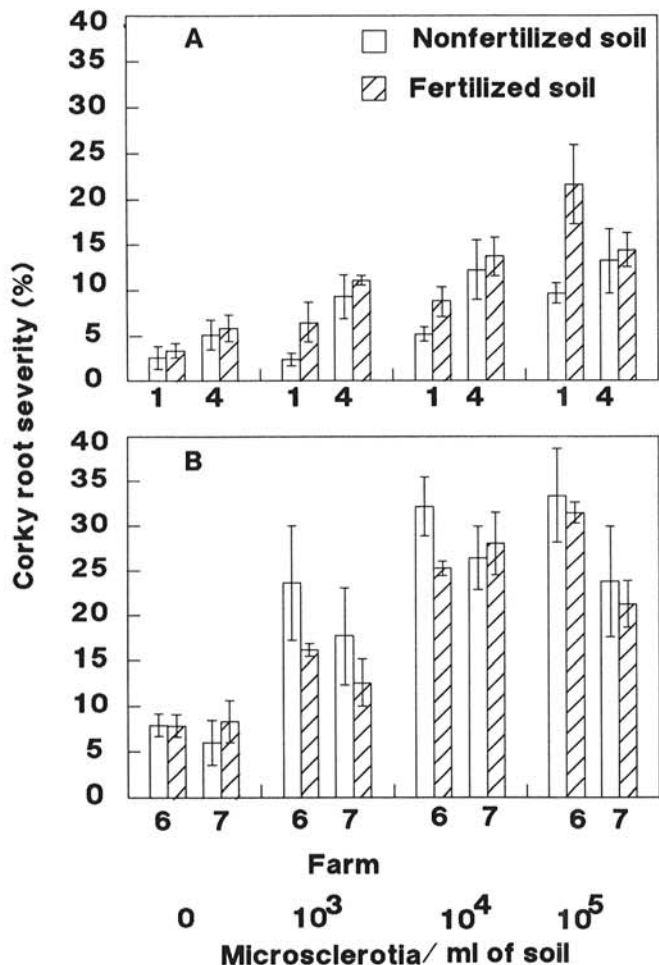 Corky root severity (%)
A
Nonfertilized soil
Fertilized soil
40
35
30
25
20
15
10
5
0
1 4 1 4 1 4 1 4
B
40
35
30
25
20
15
10
5
0
6 7 6 7 6 7 6 7
Farm
0 10³ 10⁴ 10⁵
Microsclerotia/ ml of soil